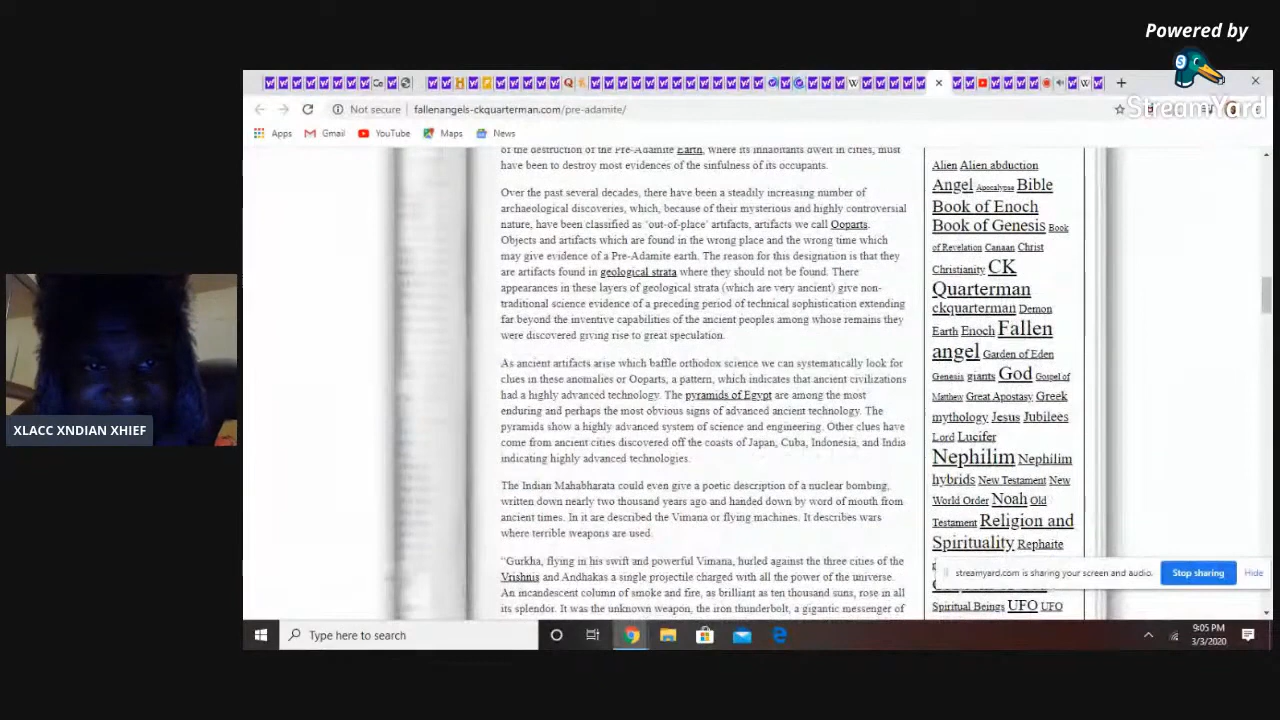 Powered by
StreamYard
Not secure
fallenangels-ckquarterman.com/pre-adamite/
Apps
Gmail
YouTube
Maps
News
of the destruction of the Pre-Adamite Earth, where its inhabitants dwelt in cities, must
have been to destroy most evidences of the sinfulness of its occupants.
Over the past several decades, there have been a steadily increasing number of
archaeological discoveries, which, because of their mysterious and highly controversial
nature, have been classified as 'out-of-place' artifacts, artifacts we call Ooparts.
Objects and artifacts which are found in the wrong place and the wrong time which
may give evidence of a Pre-Adamite earth. The reason for this designation is that they
are artifacts found in geological strata where they should not be found. There
appearances in these layers of geological strata (which are very ancient) give non-
traditional science evidence of a preceding period of technical sophistication extending
far beyond the inventive capabilities of the ancient peoples among whose remains they
were discovered giving rise to great speculation.
As ancient artifacts arise which baffle orthodox science we can systematically look for
clues in these anomalies or Ooparts, a pattern, which indicates that ancient civilizations
had a highly advanced technology. The pyramids of Egypt are among the most
enduring and perhaps the most obvious signs of advanced ancient technology. The
pyramids show a highly advanced system of science and engineering. Other clues have
come from ancient cities discovered off the coasts of Japan, Cuba, Indonesia, and India
indicating highly advanced technologies.
The Indian Mahabharata could even give a poetic description of a nuclear bombing,
written down nearly two thousand years ago and handed down by word of mouth from
ancient times. In it are described the Vimana or flying machines. It describes wars
where terrible weapons are used.
"Gurkha, flying in his swift and powerful Vimana, hurled against the three cities of the
Vrishnis and Andhakas a single projectile charged with all the power of the universe.
An incandescent column of smoke and fire, as brilliant as ten thousand suns, rose in all
its splendor. It was the unknown weapon, the iron thunderbolt, a gigantic messenger of
Alien Alien abduction
Angel Apocalypse Bible
Book of Enoch
Book of Genesis Book
of Revelation Canaan Christ
Christianity CK
Quarterman
ckquarterman Demon
Earth Enoch Fallen
angel Garden of Eden
Genesis giants God Gospel of
Matthew Great Apostasy Greek
mythology Jesus Jubilees
Lord Lucifer
Nephilim Nephilim
hybrids New Testament New
World Order Noah Old
Testament Religion and
Spirituality Rephaite
streamyard.com is sharing your screen and audio.
Stop sharing
Hide
Spiritual Beings UFO UFO
XLACC XNDIAN XHIEF
Type here to search
9:05 PM
3/3/2020